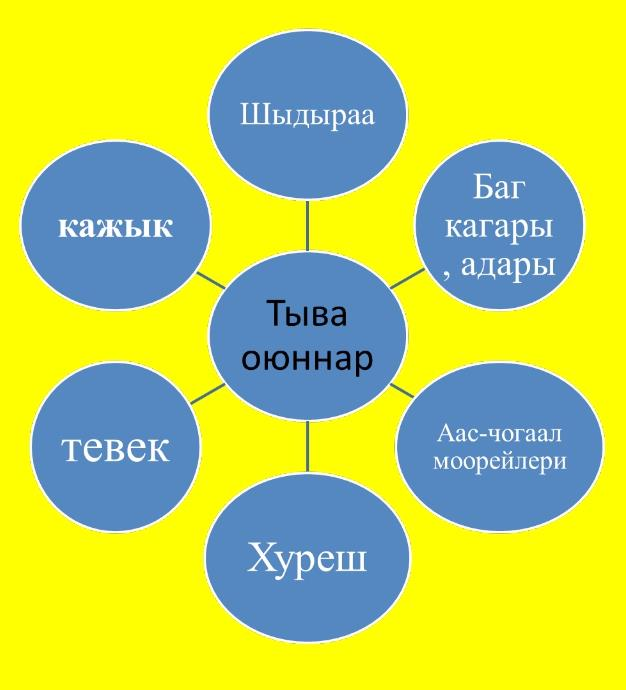 Шыдыраа
Баг
кагары
, адары
Аас-чогаал
моорейлери
Хуреш
тевек
кажык
Тыва
оюннар